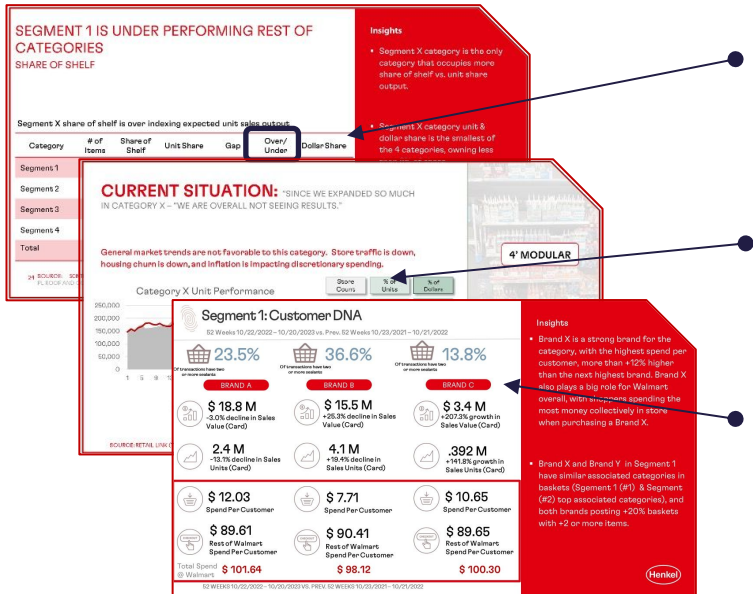 SEGMENT 1 IS UNDER PERFORMING REST OF
CATEGORIES
SHARE OF SHELF
Segment X share of shelf is over indexing expected unit sales output
Category
# of
Items
Share of
Shelf
Unit Share
Gap
Over/
Under
Dollar Share
Segment 1
Segment 2
Segment 3
Segment 4
Total
24
Insights
• Segment X category is the only
category that occupies more
share of shelf vs. unit share
output.
• Segment X category unit &
dollar share is the smallest of
the 4 categories, owning less
CURRENT SITUATION: "SINCE WE EXPANDED SO MUCH
IN CATEGORY X – "WE ARE OVERALL NOT SEEING RESULTS."
General market trends are not favorable to this category. Store traffic is down,
housing churn is down, and inflation is impacting discretionary spending.
4' MODULAR
Store
Count
% of
Units
% of
Dollars
Category X Unit Performance
250,000
200,000
150,000
100,000
50,000
0
1 5 9
SOURCE: RETAIL LINK
Segment 1: Customer DNA
52 Weeks 10/22/2022 – 10/20/2023 vs. Prev. 52 Weeks 10/23/2021 – 10/21/2022
23.5% 36.6% 13.8%
Of transactions have two
or more sealants
Of transactions have two
or more sealants
Of transactions have two
or more sealants
BRAND A BRAND B BRAND C
$ 18.8 M
-3.0% decline in Sales
Value (Card)
$ 15.5 M
+25.3% decline in Sales
Value (Card)
$ 3.4 M
+207.3% growth in
Sales Value (Card)
2.4 M
-13.1% decline in Sales
Units (Card)
4.1 M
+19.4% decline in
Sales Units (Card)
.392 M
+141.8% growth in
Sales Units (Card)
$ 12.03
Spend Per Customer
$ 7.71
Spend Per Customer
$ 10.65
Spend Per Customer
$ 89.61
Rest of Walmart
Spend Per Customer
$ 90.41
Rest of Walmart
Spend Per Customer
$ 89.65
Rest of Walmart
Spend Per Customer
Total Spend
@ Walmart
$ 101.64 $ 98.12 $ 100.30
52 WEEKS 10/22/2022 – 10/20/2023 VS. PREV. 52 WEEKS 10/23/2021– 10/21/2022
Insights
• Brand X is a strong brand for the
category, with the highest spend per
customer, more than +12% higher
than the next highest brand. Brand X
also plays a big role for Walmart
overall, with shoppers spending the
most money collectively in store
when purchasing a Brand X.
• Brand X and Brand Y in Segment 1
have similar associated categories in
baskets (Sgement 1 (#1) & Segment
(#2) top associated categories), and
both brands posting +20% baskets
with +2 or more items.
Henkel